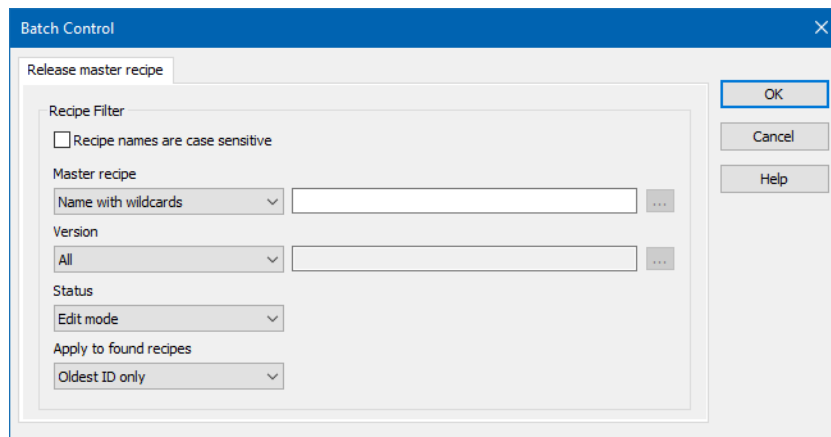 Batch Control
Release master recipe
OK
Recipe Filter
Recipe names are case sensitive
Cancel
Master recipe
Help
Name with wildcards
...
Version
All
...
Status
Edit mode
Apply to found recipes
Oldest ID only